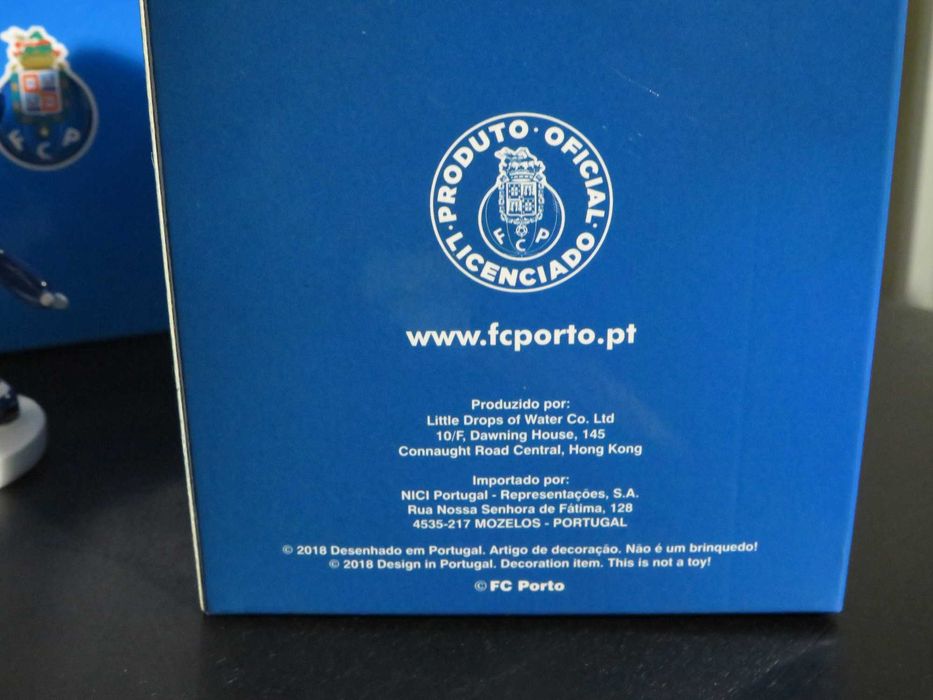 FCP
PRODUTO · OFICIAL · LICENCIADO ·
FCP
www.fcporto.pt
Produzido por:
Little Drops of Water Co. Ltd
10/F, Dawning House, 145
Connaught Road Central, Hong Kong
Importado por:
NICI Portugal - Representações, S.A.
Rua Nossa Senhora de Fátima, 128
4535-217 MOZELOS - PORTUGAL
© 2018 Desenhado em Portugal. Artigo de decoração. Não é um brinquedo!
© 2018 Design in Portugal. Decoration item. This is not a toy!
© FC Porto